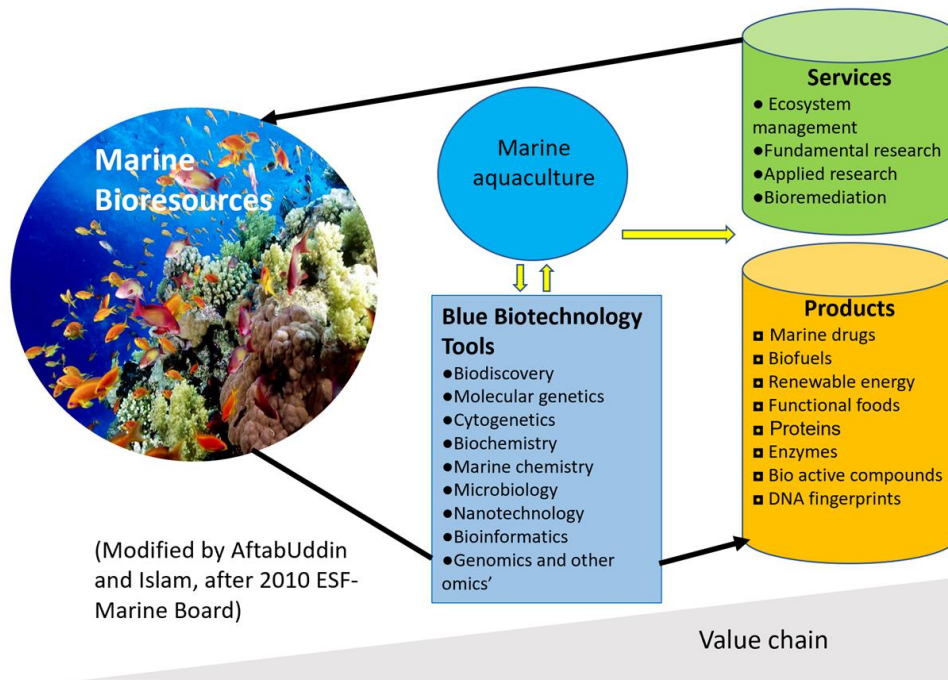 Marine
Bioresources
(Modified by AftabUddin
and Islam, after 2010 ESF-
Marine Board)
Marine
aquaculture
Blue Biotechnology
Tools
●Biodiscovery
●Molecular genetics
●Cytogenetics
●Biochemistry
●Marine chemistry
●Microbiology
●Nanotechnology
●Bioinformatics
●Genomics and other
omics’
Services
● Ecosystem
management
●Fundamental research
●Applied research
●Bioremediation
Products
◘ Marine drugs
◘ Biofuels
◘ Renewable energy
◘ Functional foods
◘ Proteins
◘ Enzymes
◘ Bio active compounds
◘ DNA fingerprints
Value chain